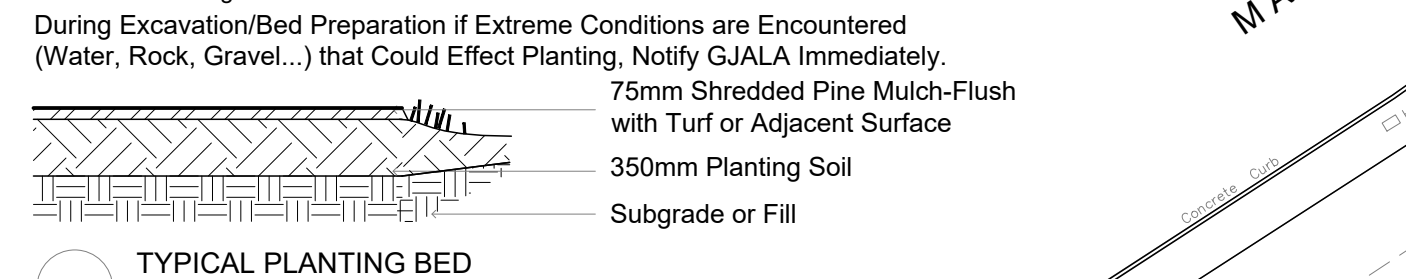 During Excavation/Bed Preparation if Extreme Conditions are Encountered
(Water, Rock, Gravel...) that Could Effect Planting, Notify GJALA Immediately.
75mm Shredded Pine Mulch-Flush
with Turf or Adjacent Surface
350mm Planting Soil
Subgrade or Fill
TYPICAL PLANTING BED
Concrete Curb